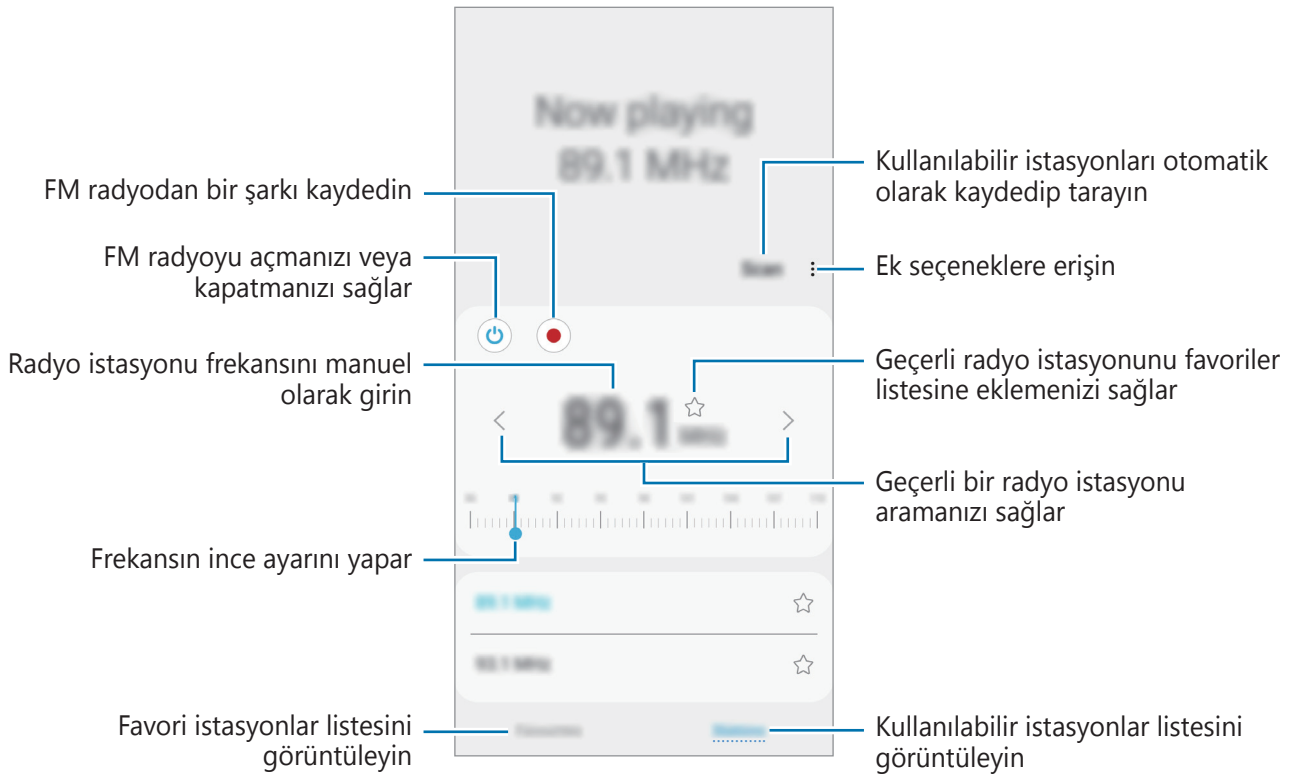 Now playing
89.1 MHz
Kullanılabilir istasyonları otomatik
olarak kaydedip tarayın
FM radyodan bir şarkı kaydedin
FM radyoyu açmanızı veya
kapatmanızı sağlar
Scan
Ek seçeneklere erişin
Radyo istasyonu frekansını manuel
olarak girin
Geçerli radyo istasyonunu favoriler
listesine eklemenizi sağlar
89.1 MHz
Geçerli bir radyo istasyonu
aramanızı sağlar
Frekansın ince ayarını yapar
89.1 MHz
93.1 MHz
Favori istasyonlar listesini
görüntüleyin
Kullanılabilir istasyonlar listesini
görüntüleyin